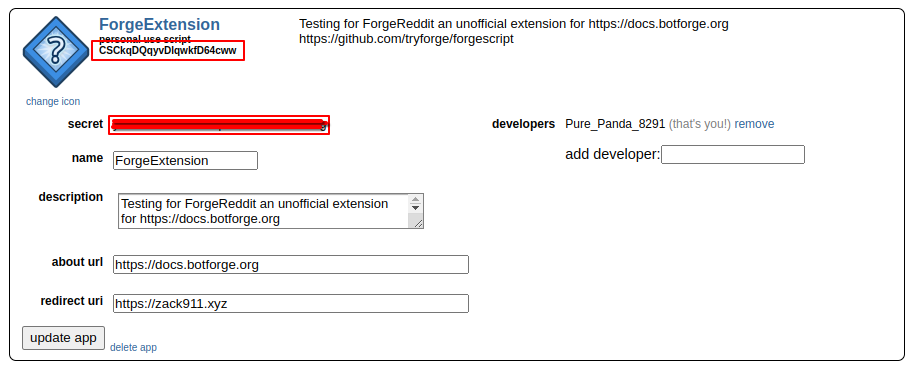 ForgeExtension
personal use script
CSCkqDQqyvDIqwkfD64cww
Testing for ForgeReddit an unofficial extension for https://docs.botforge.org
https://github.com/tryforge/forgescript
change icon
secret
developers Pure_Panda_8291 (that's you!) remove
name ForgeExtension
add developer:
description Testing for ForgeReddit an unofficial extension
for https://docs.botforge.org
about url https://docs.botforge.org
redirect uri https://zack911.xyz
update app delete app